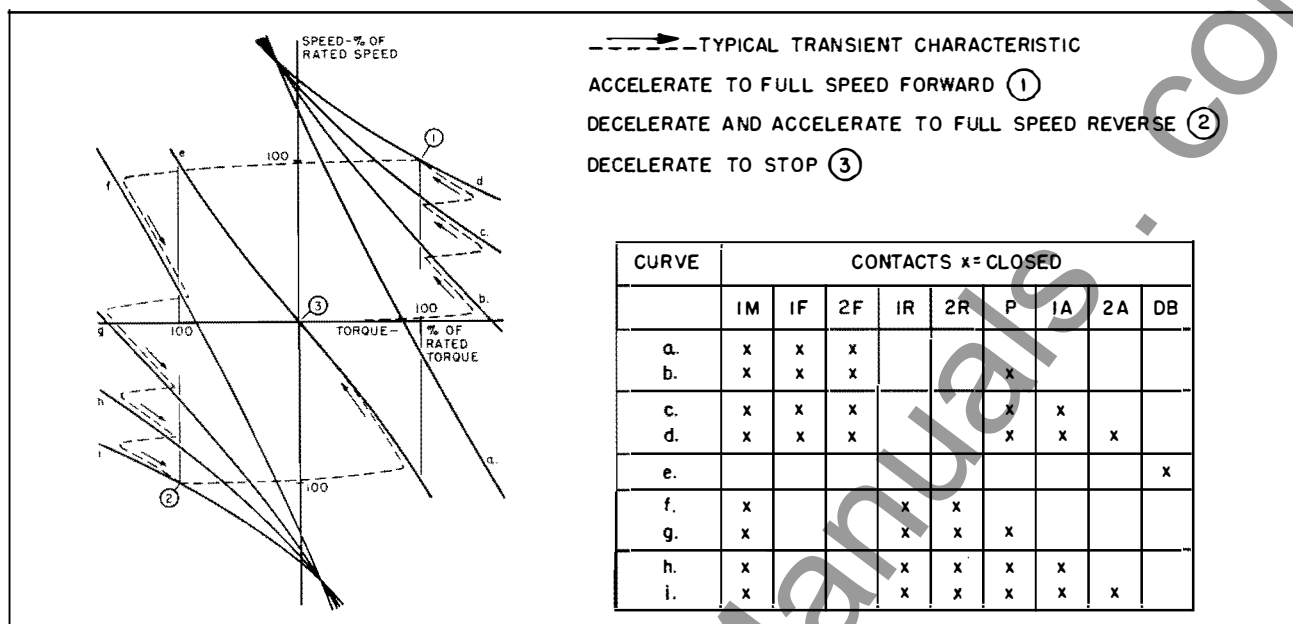 SPEED-% OF
RATED SPEED
TYPICAL TRANSIENT CHARACTERISTIC
ACCELERATE TO FULL SPEED FORWARD 1
DECELERATE AND ACCELERATE TO FULL SPEED REVERSE 2
DECELERATE TO STOP 3
1
e
100
f
d
c.
b.
3
100
g
100
TORQUE-
% OF
RATED
TORQUE
h
i
a.
2
100
CURVE CONTACTS x=CLOSED
1M 1F 2F 1R 2R P 1A 2A DB
a. x x x
b. x x x x
c. x x x x x
d. x x x x x x
e. x
f. x x x
g. x x x x
h. x x x x x
i. x x x x x x
Manuals . co